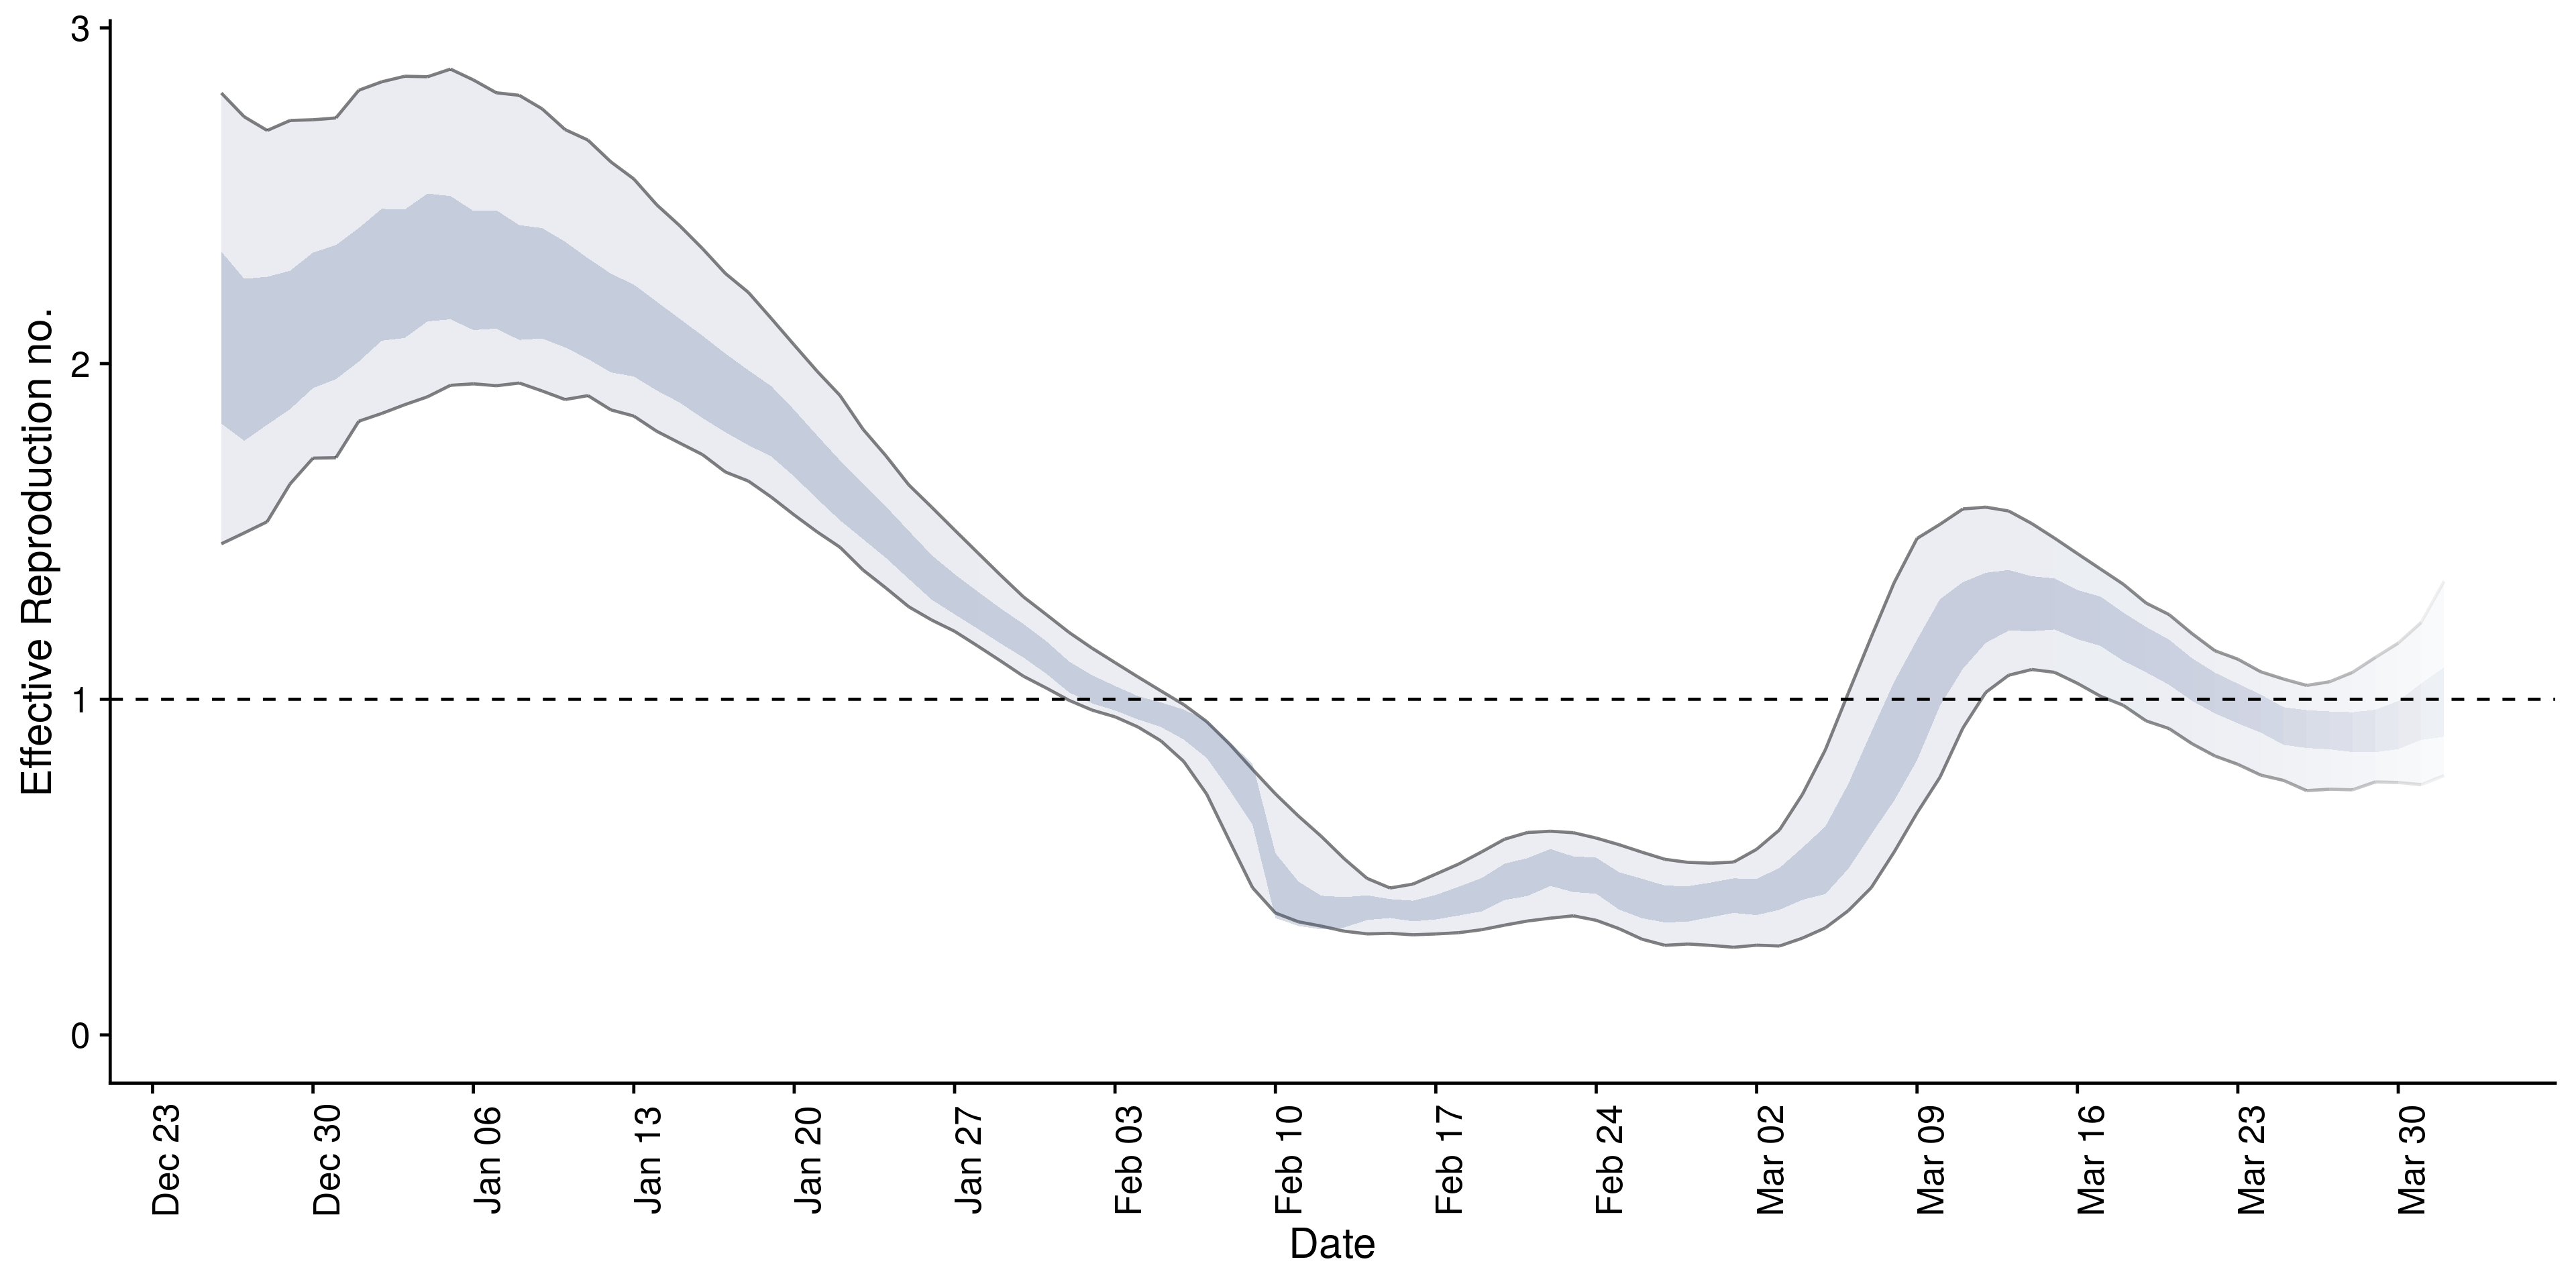 Effective Reproduction no.
3
2
1
0
Dec 23
Dec 30
Jan 06
Jan 13
Jan 20
Jan 27
Feb 03
Feb 10
Feb 17
Feb 24
Mar 02
Mar 09
Mar 16
Mar 23
Mar 30
Date